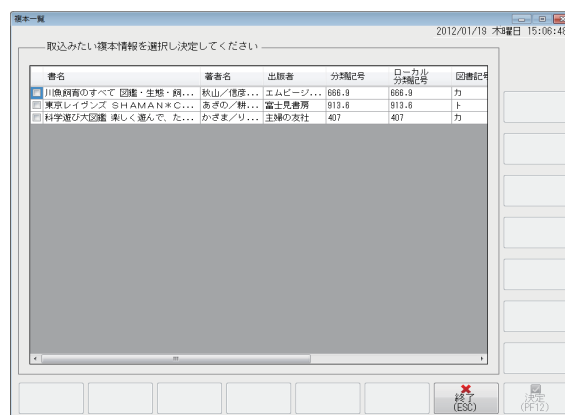 複本一覧
2012/01/19 木曜日 15:06:48
取込みたい複本情報を選択し決定してください
書名 著者名 出版者 分類記号 ローカル分類記号 図書記号
川魚飼育のすべて 図鑑・生態・飼... 秋山/信彦... エムピージ... 666.9 666.9 カ
東京レイヴンズ SHAMAN*C... あざの/耕... 富士見書房 913.6 913.6 ト
科学遊び大図鑑 楽しく遊んで、た... かざま/り... 主婦の友社 407 407 カ
終了
(ESC)
決定
(PF12)